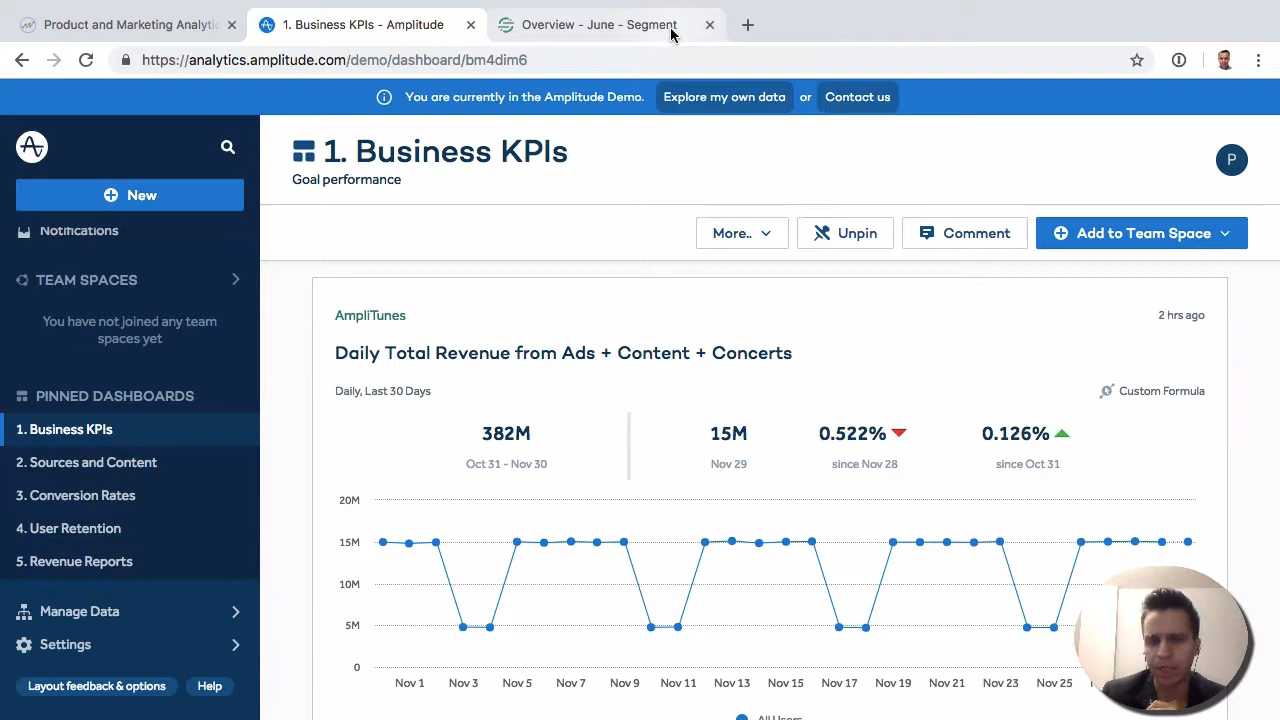 Product and Marketing Analytic
1. Business KPIs - Amplitude
Overview - June - Segment
https://analytics.amplitude.com/demo/dashboard/bm4dim6
You are currently in the Amplitude Demo. Explore my own data or Contact us
New
Notifications
TEAM SPACES
You have not joined any team
spaces yet
PINNED DASHBOARDS
1. Business KPIs
2. Sources and Content
3. Conversion Rates
4. User Retention
5. Revenue Reports
Manage Data
Settings
Layout feedback & options
Help
1. Business KPIs
Goal performance
P
More..
Unpin
Comment
Add to Team Space
AmpliTunes
2 hrs ago
Daily Total Revenue from Ads + Content + Concerts
Daily, Last 30 Days
Custom Formula
382M
15M
0.522%
0.126%
Oct 31 - Nov 30
Nov 29
since Nov 28
since Oct 31
20M
15M
10M
5M
0
Nov 1
Nov 3
Nov 5
Nov 7
Nov 9
Nov 11
Nov 13
Nov 15
Nov 17
Nov 19
Nov 21
Nov 23
Nov 25
All Users